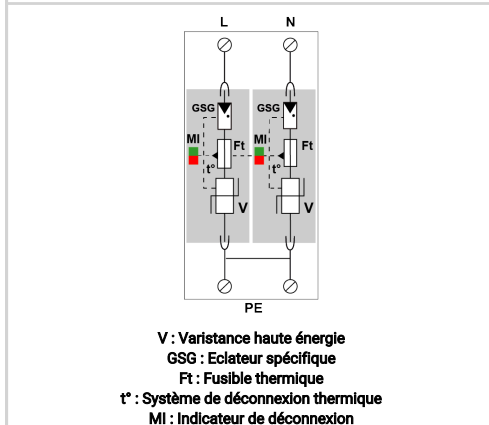 L N
GSG GSG
MI Ft MI Ft
t° t°
V V
PE
V : Varistance haute énergie
GSG : Eclateur spécifique
Ft : Fusible thermique
t° : Système de déconnexion thermique
MI : Indicateur de déconnexion